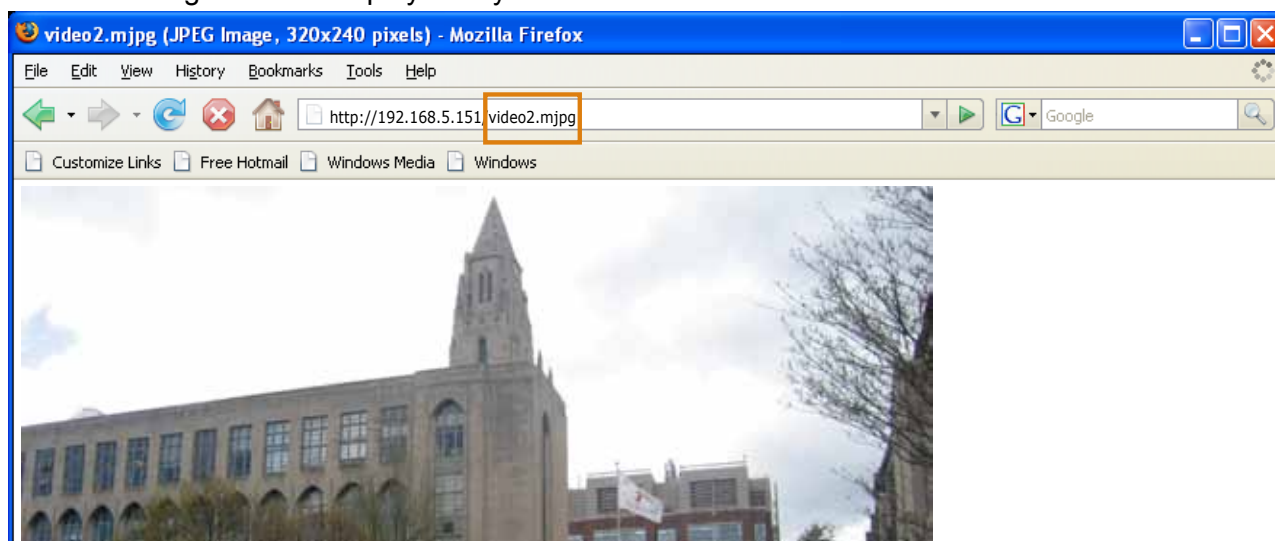 video2.mjpg (JPEG Image, 320x240 pixels) - Mozilla Firefox
File Edit View History Bookmarks Tools Help
http://192.168.5.151/video2.mjpg G Google
Customize Links Free Hotmail Windows Media Windows